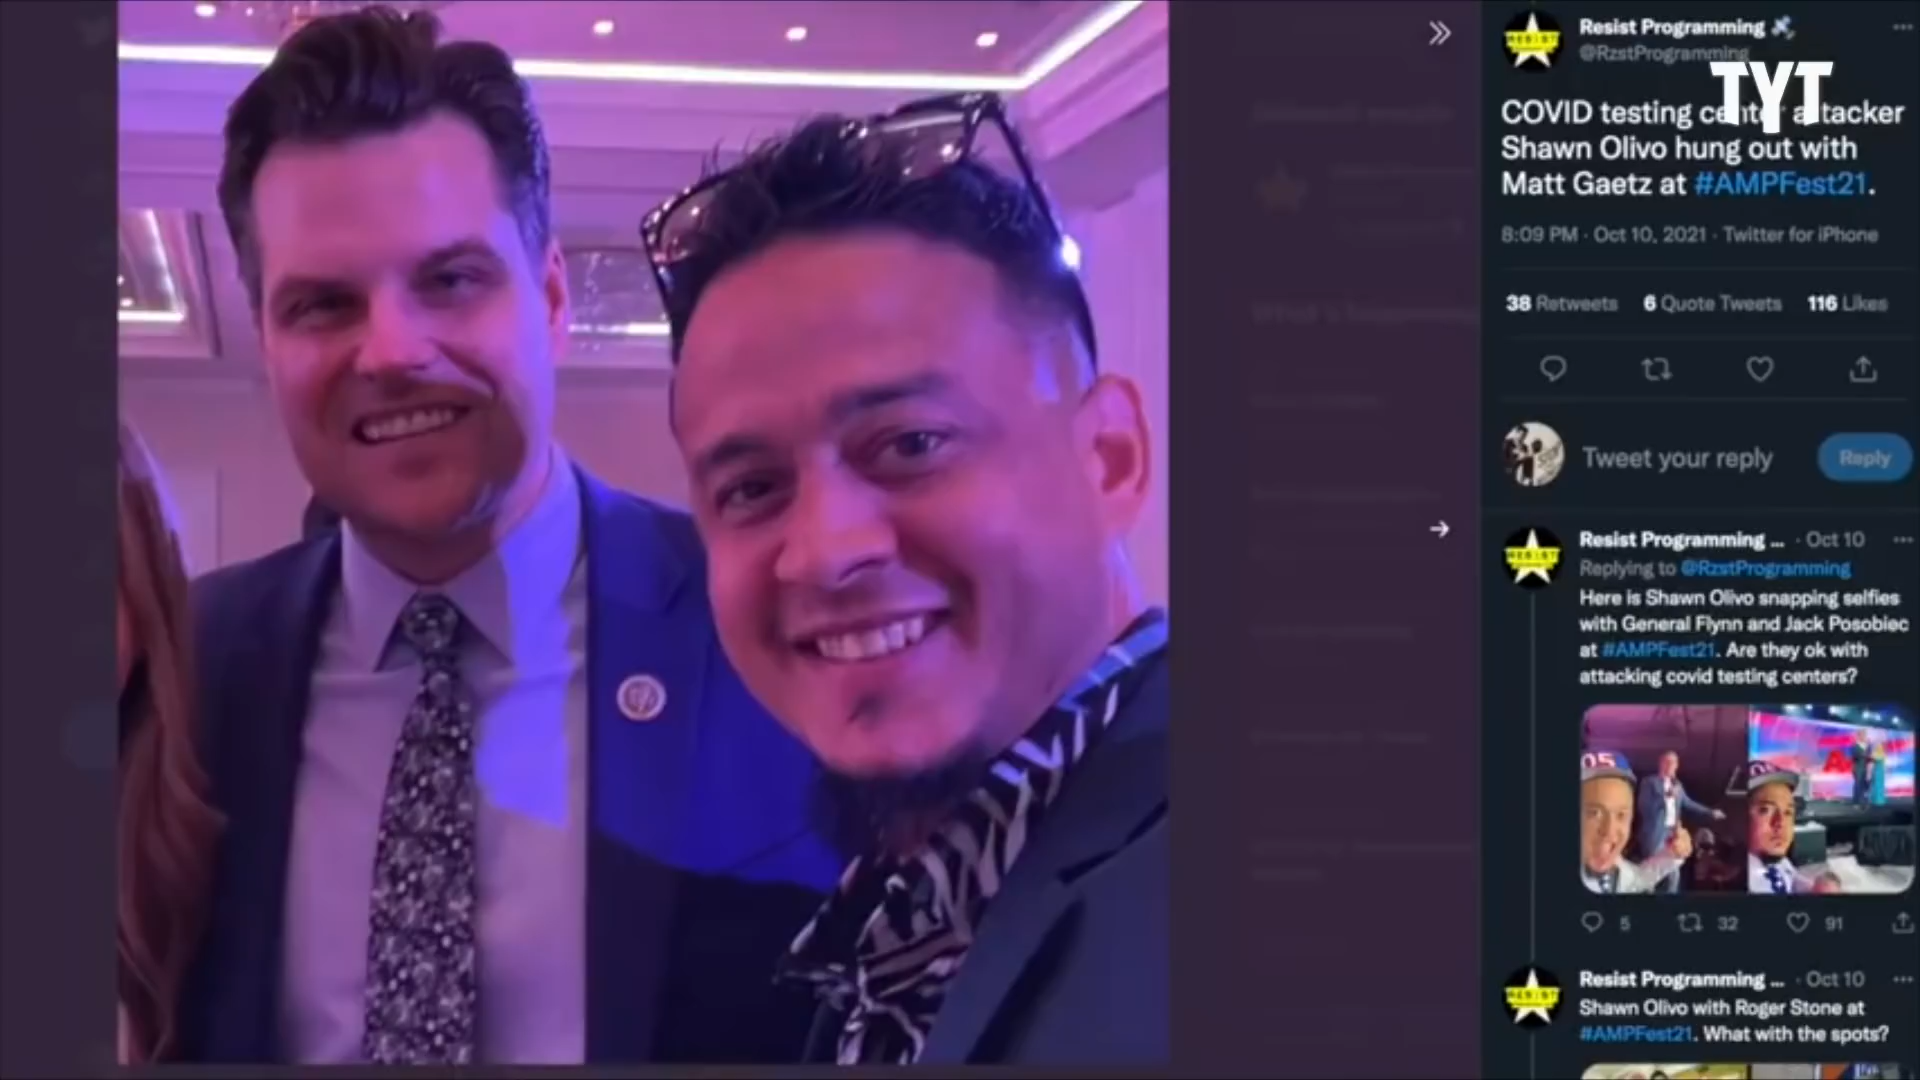 Resist Programming
@RzstProgramming
TYT
COVID testing center attacker
Shawn Olivo hung out with
Matt Gaetz at #AMPFest21.
8:09 PM · Oct 10, 2021 · Twitter for iPhone
38 Retweets 6 Quote Tweets 116 Likes
Tweet your reply
Reply
Resist Programming ... · Oct 10
Replying to @RzstProgramming
Here is Shawn Olivo snapping selfies
with General Flynn and Jack Posobiec
at #AMPFest21. Are they ok with
attacking covid testing centers?
5 32 91
Resist Programming ... · Oct 10
Shawn Olivo with Roger Stone at
#AMPFest21. What with the spots?